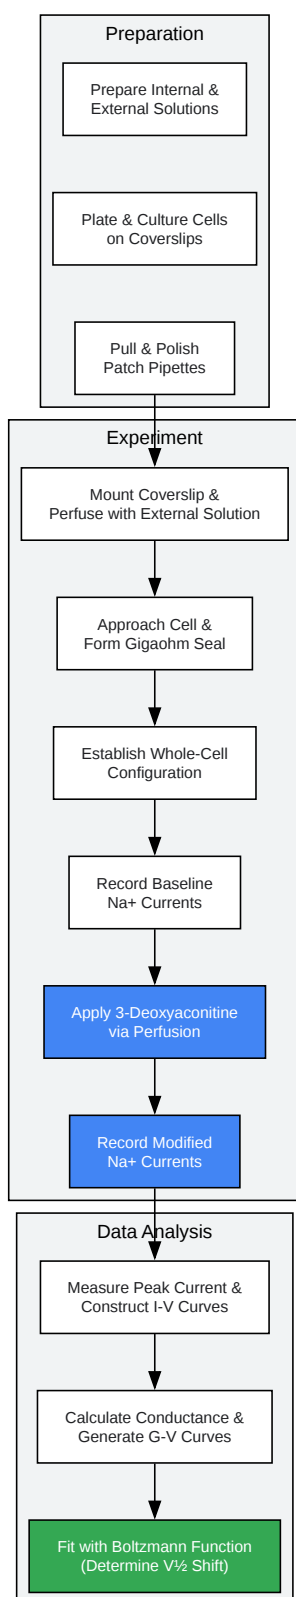 Preparation
Prepare Internal &
External Solutions
Plate & Culture Cells
on Coverslips
Pull & Polish
Patch Pipettes
Experiment
Mount Coverslip &
Perfuse with External Solution
Approach Cell &
Form Gigaohm Seal
Establish Whole-Cell
Configuration
Record Baseline
Na+ Currents
Apply 3-Deoxyaconitine
via Perfusion
Record Modified
Na+ Currents
Data Analysis
Measure Peak Current &
Construct I-V Curves
Calculate Conductance &
Generate G-V Curves
Fit with Boltzmann Function
(Determine V½ Shift)